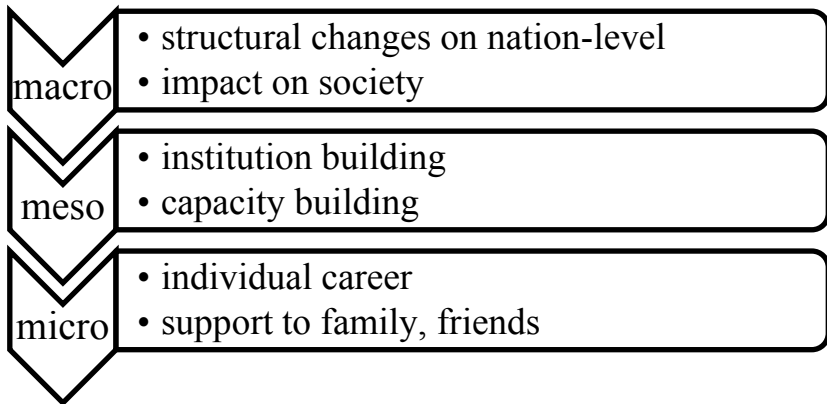 macro
• structural changes on nation-level
• impact on society
meso
• institution building
• capacity building
micro
• individual career
• support to family, friends